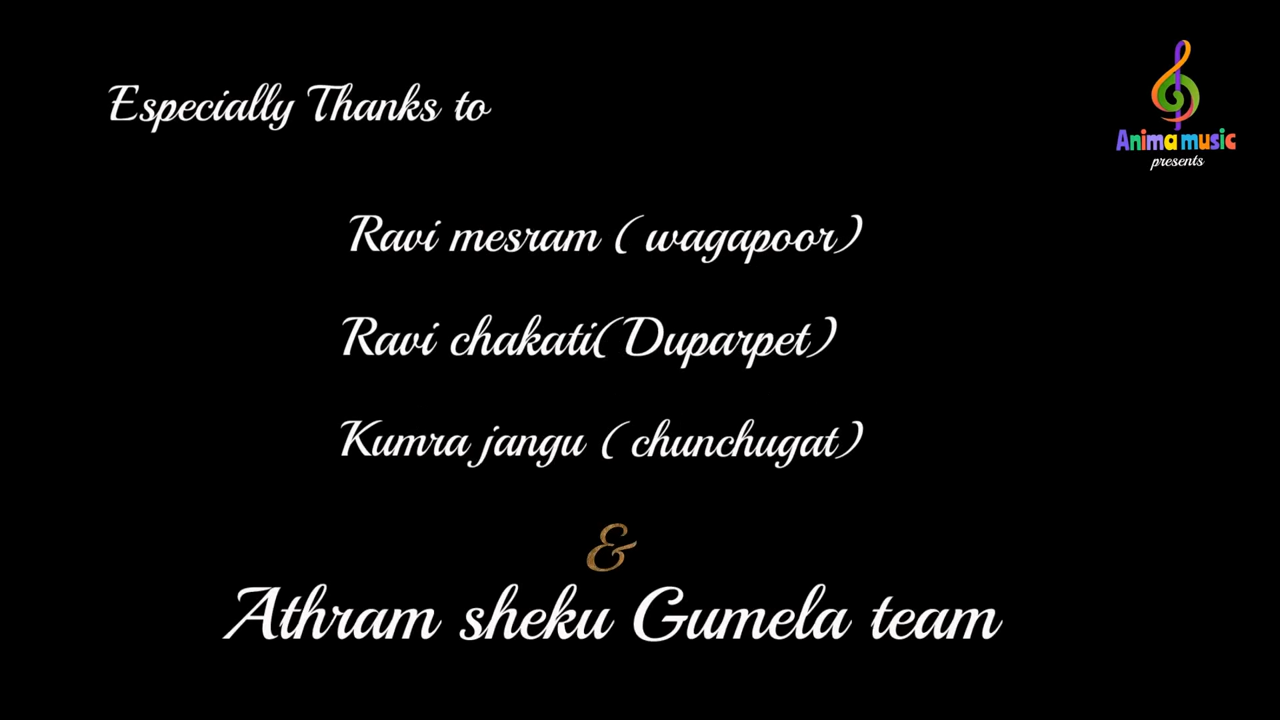 Especially Thanks to
Anima music
presents
Ravi mesram ( wagapoor)
Ravi chakati(Duparpet)
Kumra jangu ( chunchugat)
&
Athram sheku Gumela team